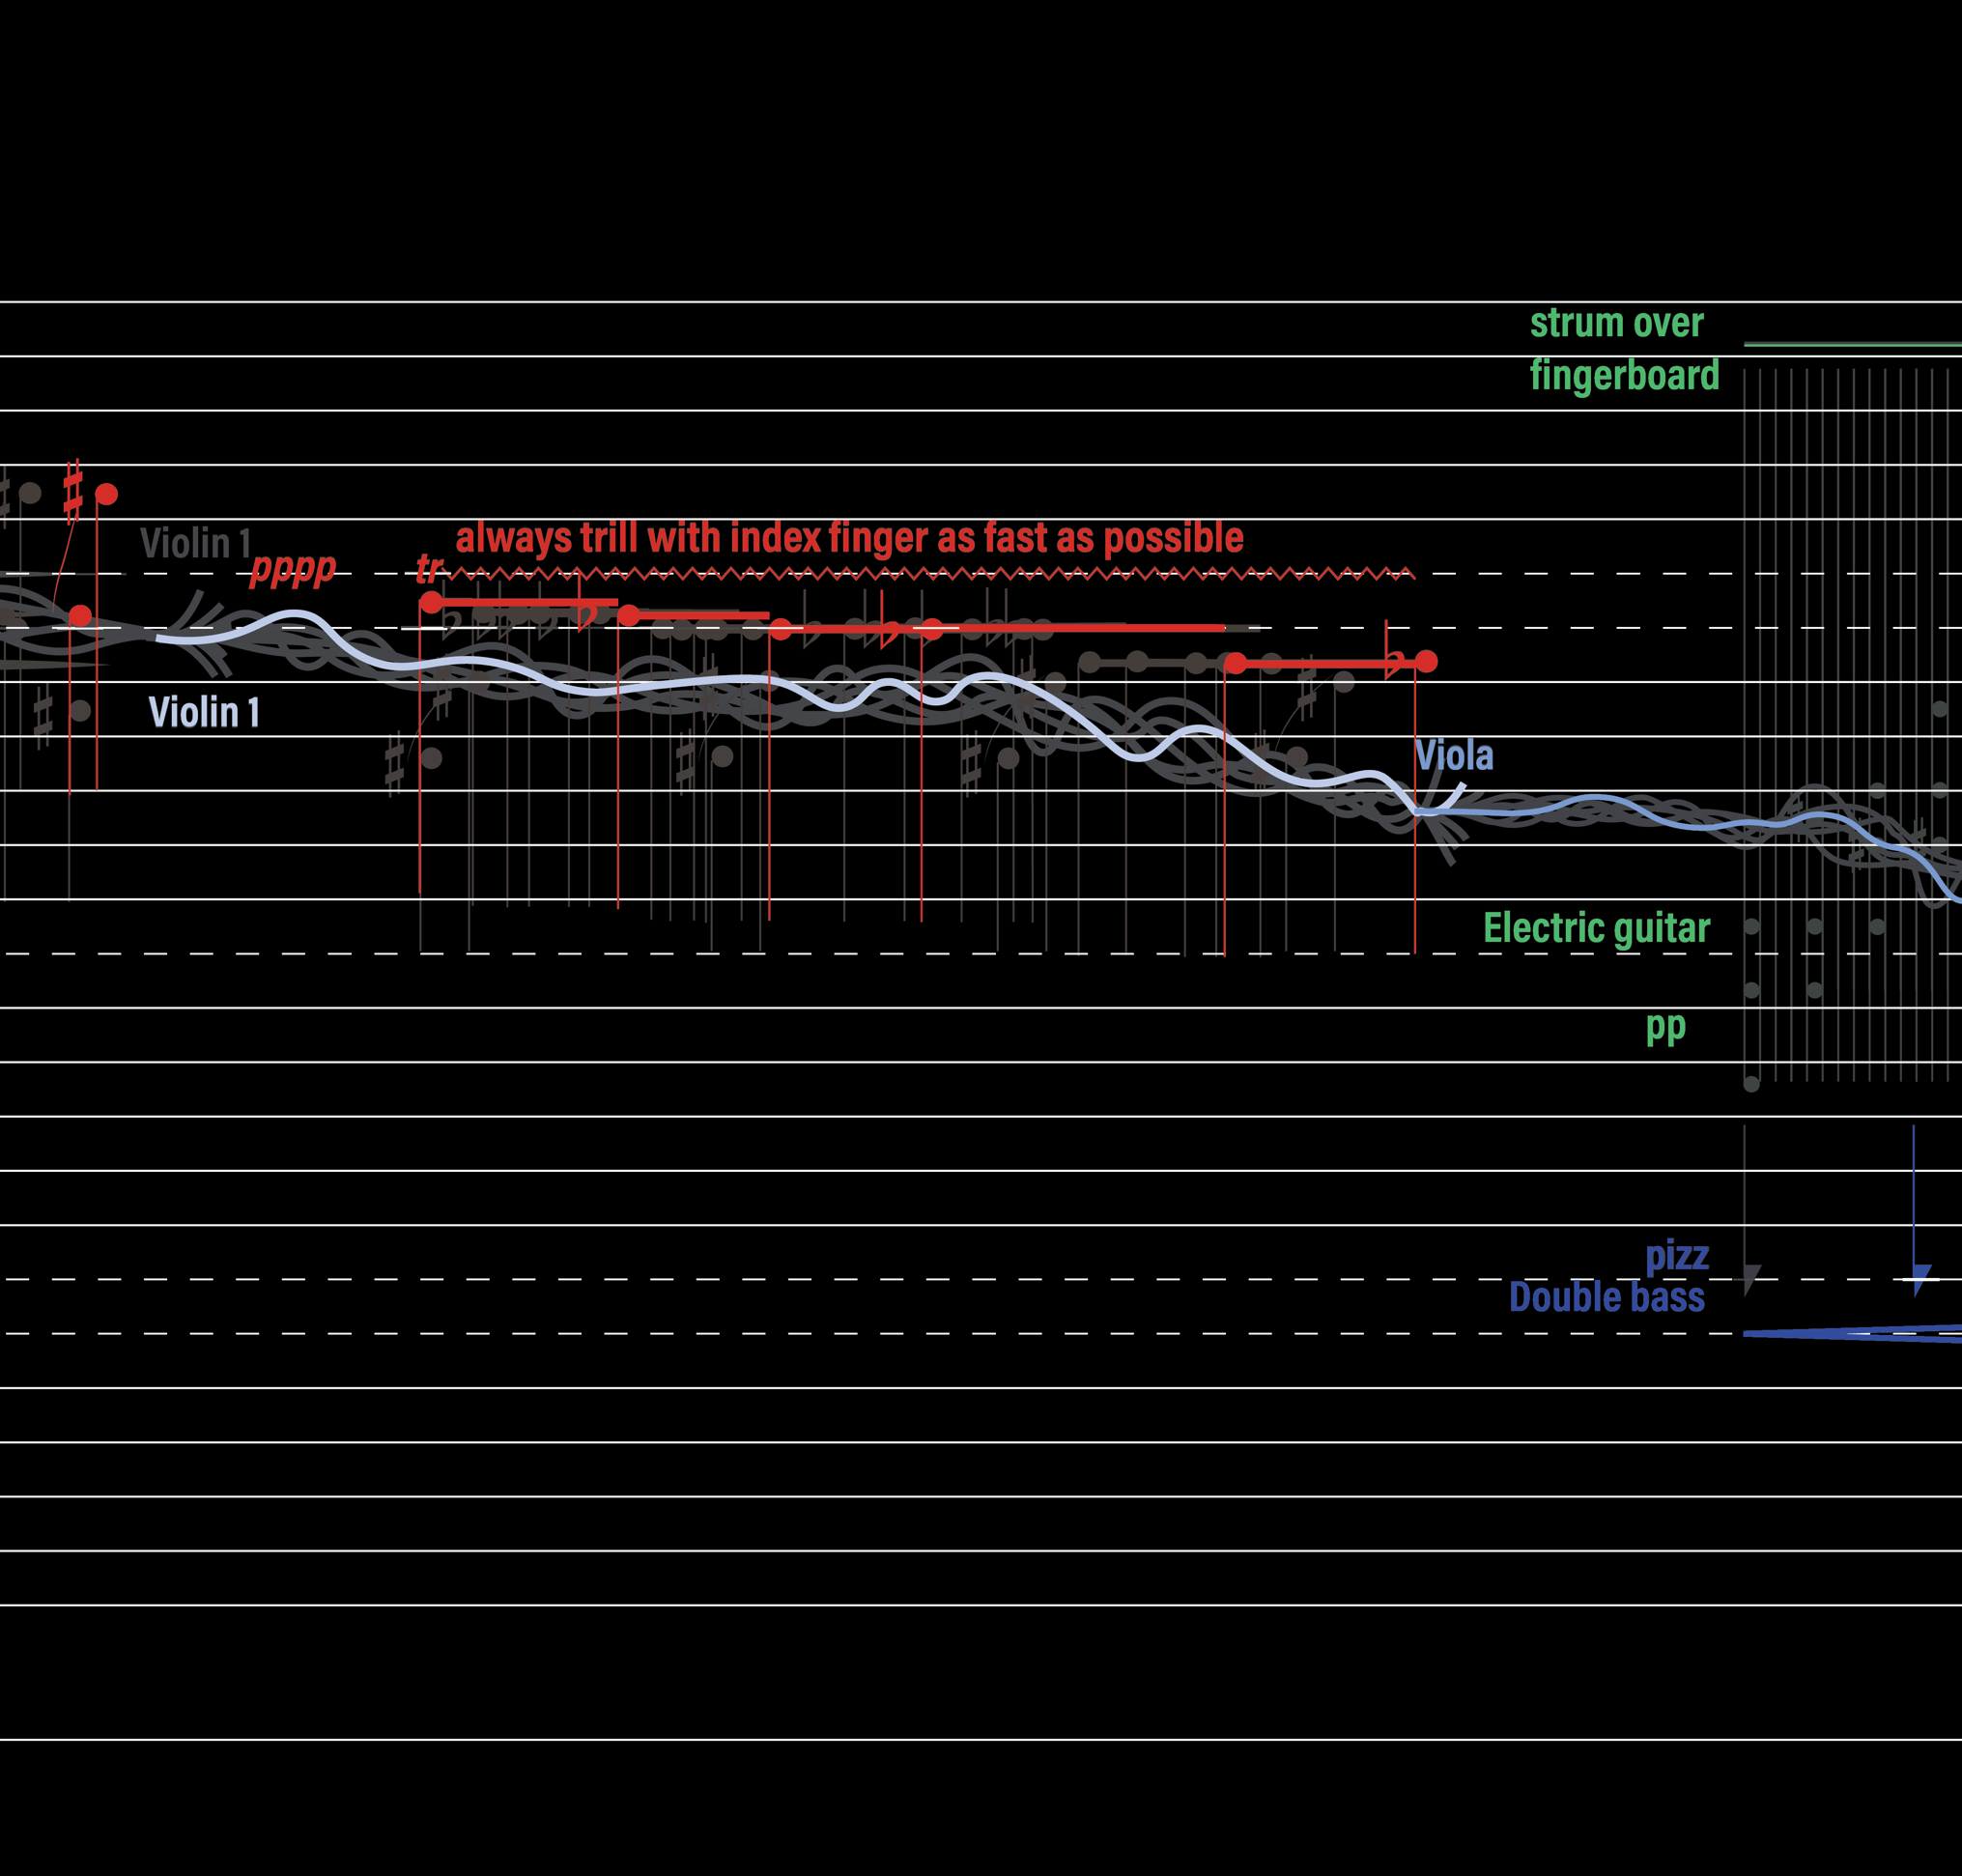 strum over
fingerboard
Violin 1
pppp
tr
always trill with index finger as fast as possible
Violin 1
Viola
Electric guitar
pp
pizz
Double bass